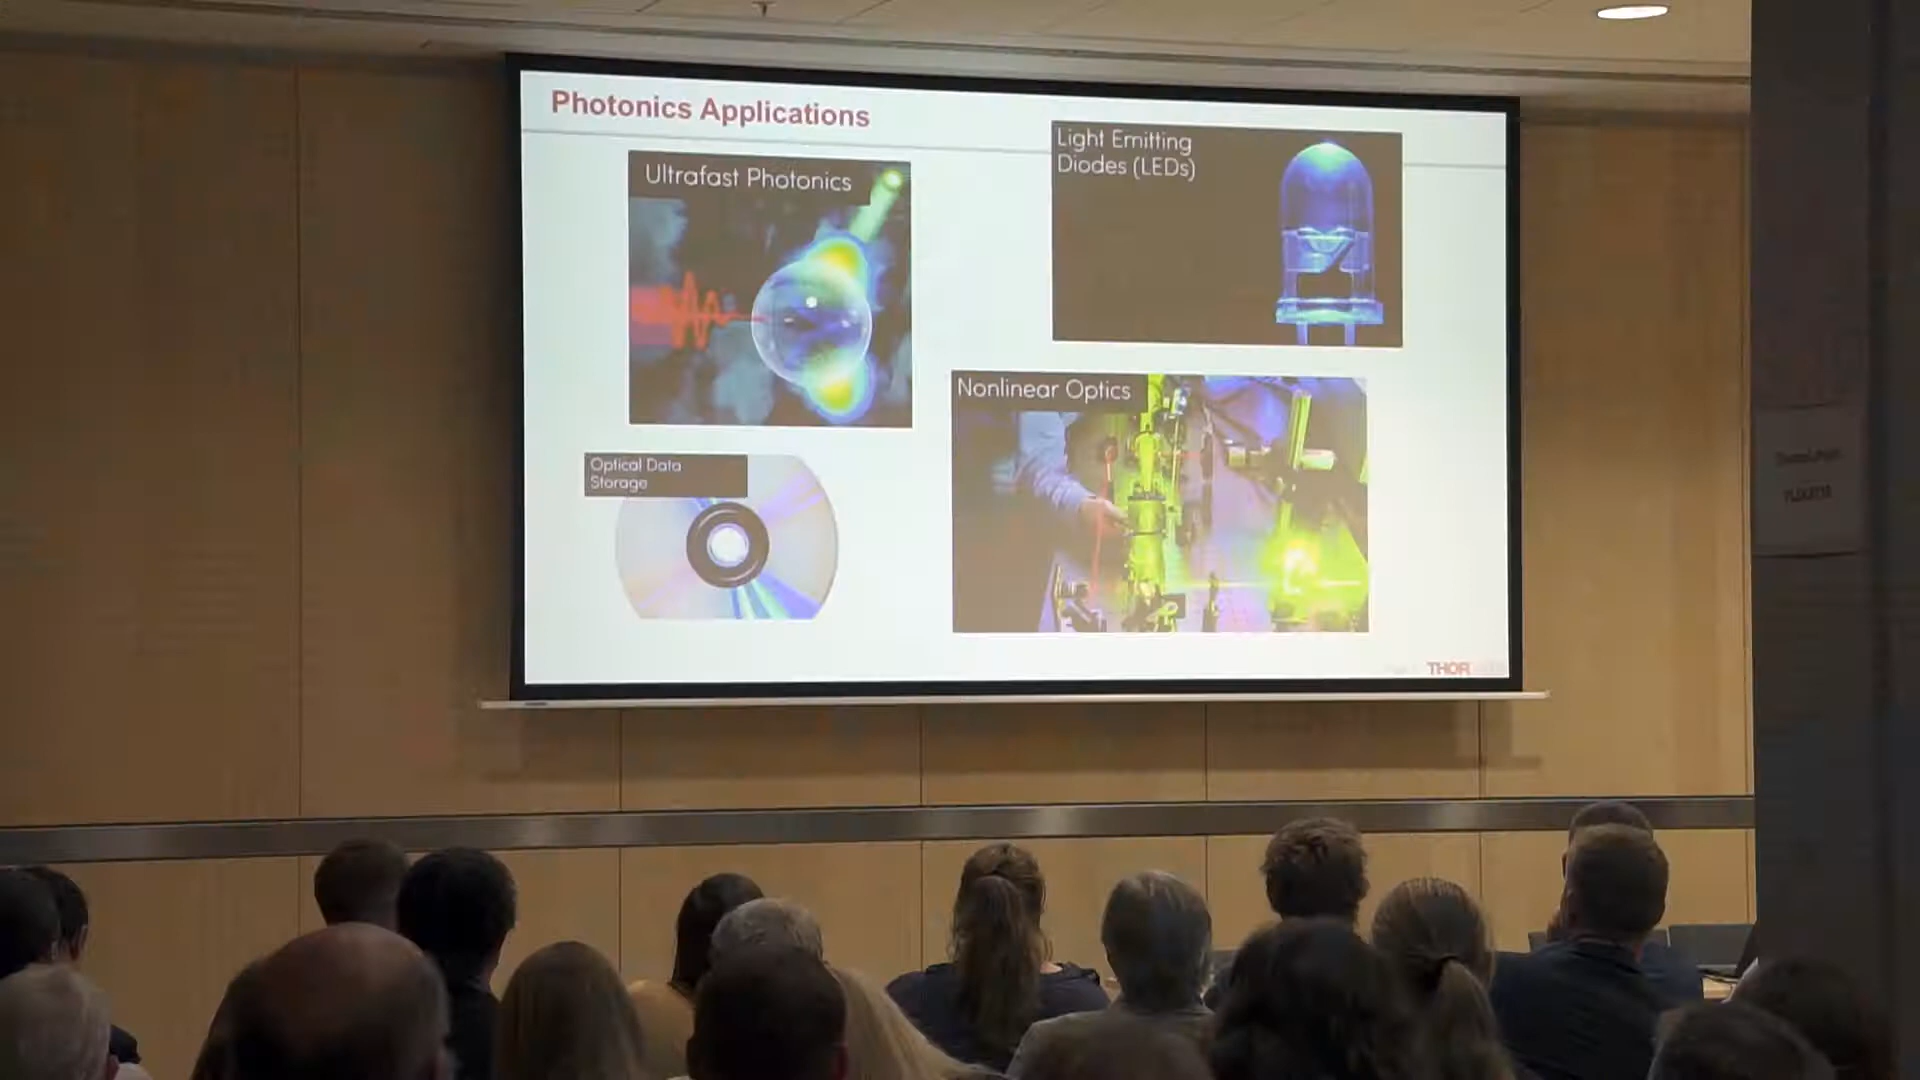 Photonics Applications
Ultrafast Photonics
Light Emitting
Diodes (LEDs)
Nonlinear Optics
Optical Data
Storage
THOR